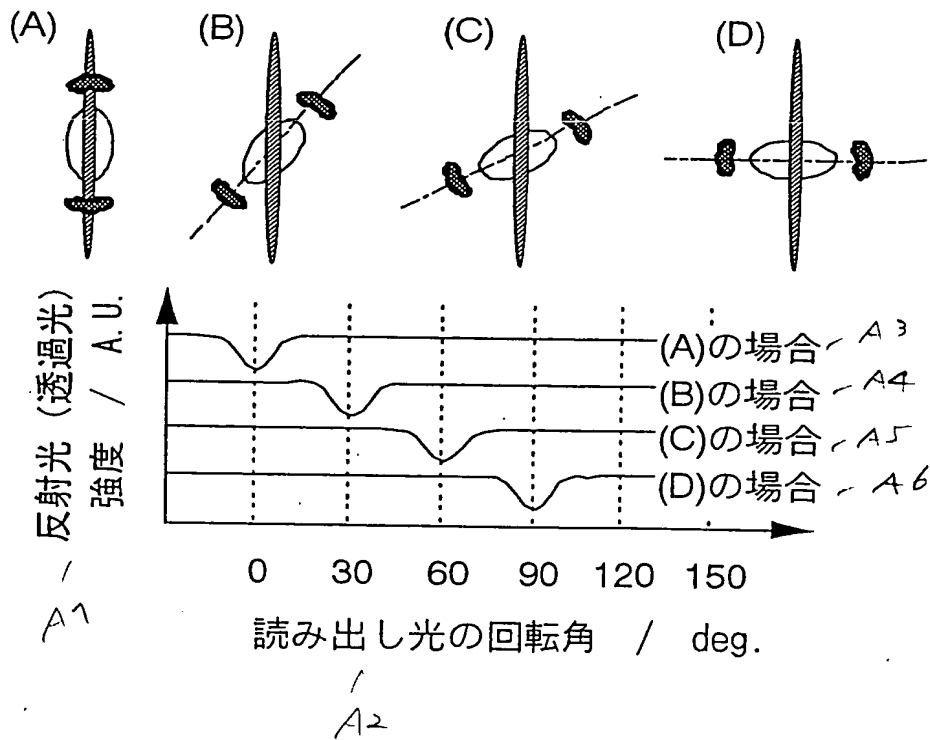 (A)
(B)
(C)
(D)
反射光 (透過光)
強度 / A.U.
(A)の場合 A3
(B)の場合 A4
(C)の場合 A5
(D)の場合 A6
0 30 60 90 120 150
A1
読み出し光の回転角 / deg.
A2